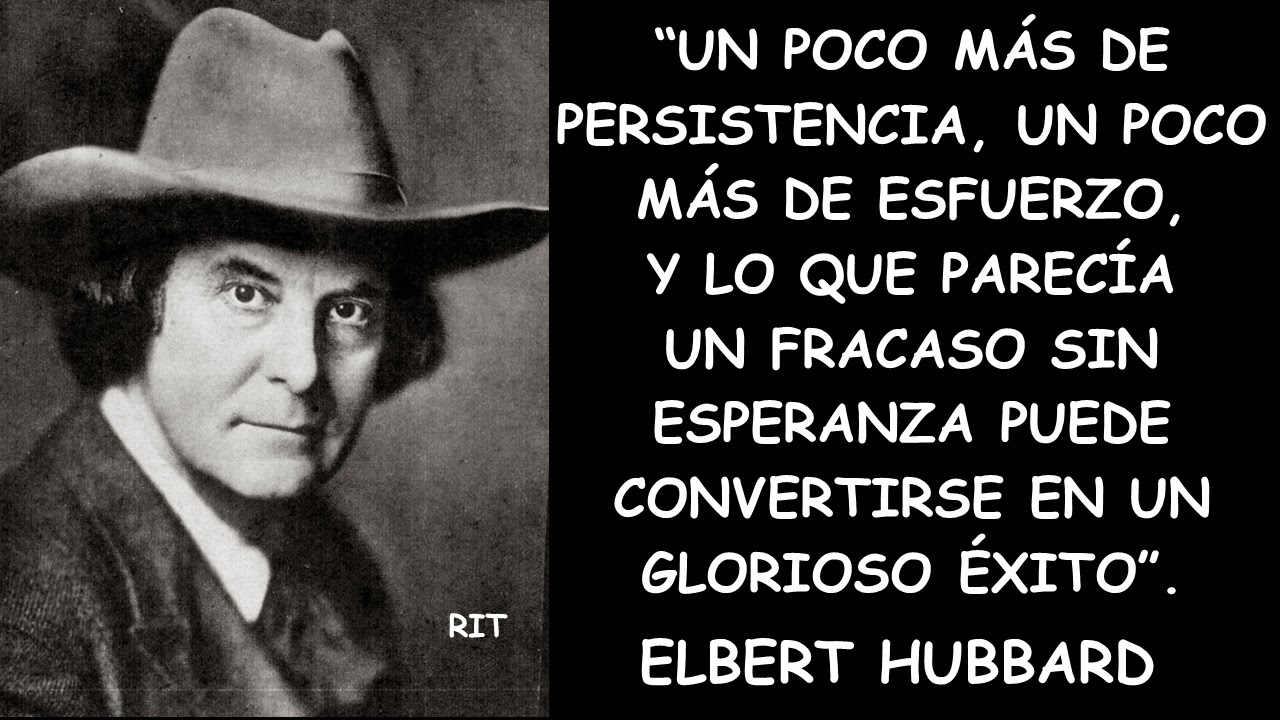 “UN POCO MÁS DE
PERSISTENCIA, UN POCO
MÁS DE ESFUERZO,
Y LO QUE PARECÍA
UN FRACASO SIN
ESPERANZA PUEDE
CONVERTIRSE EN UN
GLORIOSO ÉXITO”.
ELBERT HUBBARD
RIT